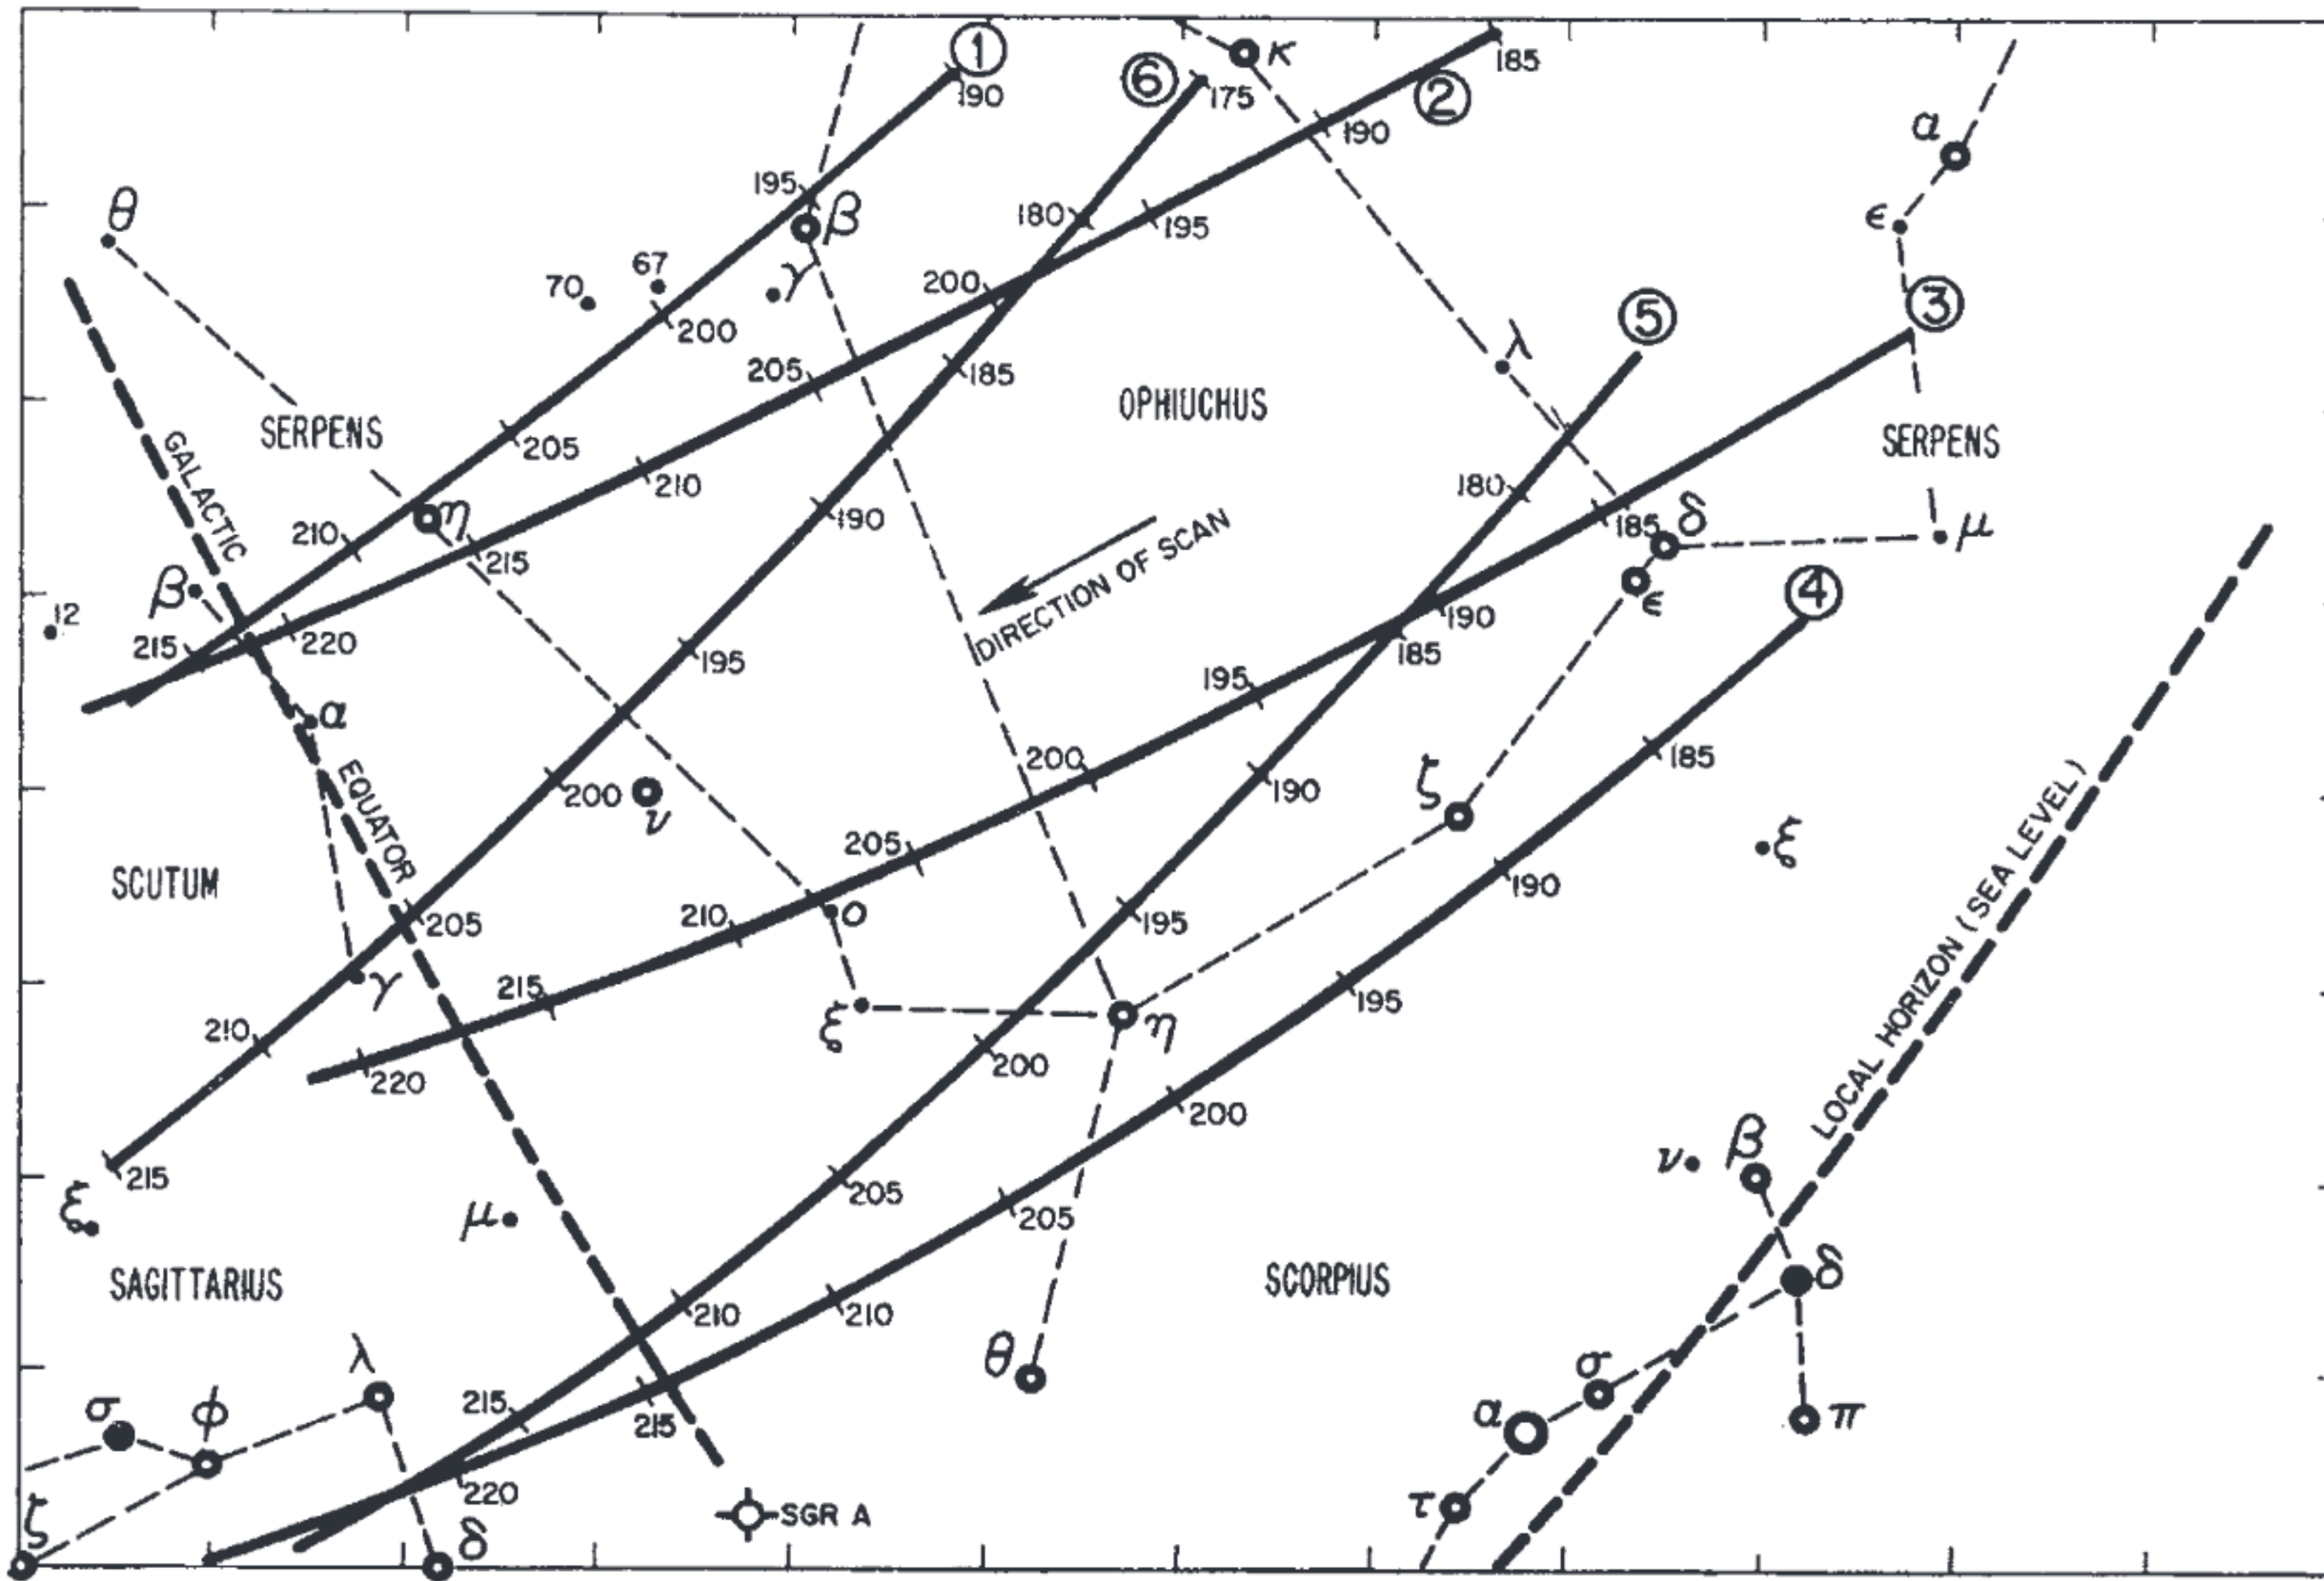 ①
190
195
200
205
210
215
⑥
175
180
185
190
195
200
205
210
215
②
185
190
195
200
205
210
215
220
③
185
190
195
200
205
210
215
220
⑤
180
185
190
195
200
205
210
215
④
185
190
195
200
205
210
215
220
κ
α
ε
θ
β
γ
67
70
λ
SERPENS
OPHIUCHUS
SERPENS
GALACTIC
EQUATOR
η
δ
ε
μ
DIRECTION OF SCAN
β
12
α
ν
ζ
ξ
SCUTUM
γ
ο
ξ
η
LOCAL HORIZON (SEA LEVEL)
ξ
μ
ν
β
δ
SAGITTARIUS
SCORPIUS
θ
λ
σ
φ
σ
α
π
τ
ζ
δ
SGR A